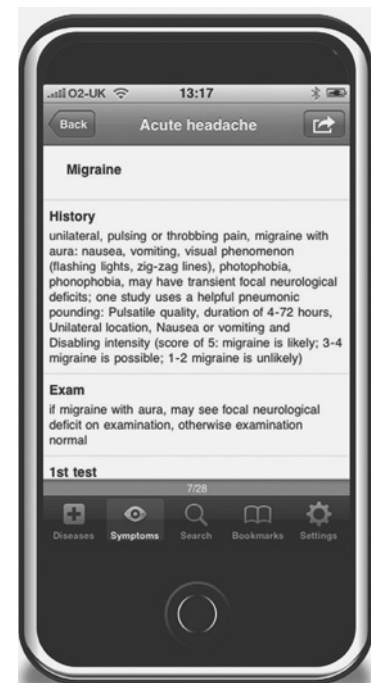 O2-UK 13:17
Back Acute headache
Migraine
History
unilateral, pulsing or throbbing pain, migraine with
aura: nausea, vomiting, visual phenomenon
(flashing lights, zig-zag lines), photophobia,
phonophobia, may have transient focal neurological
deficits; one study uses a helpful pneumonic
pounding: Pulsatile quality, duration of 4-72 hours,
Unilateral location, Nausea or vomiting and
Disabling intensity (score of 5: migraine is likely; 3-4
migraine is possible; 1-2 migraine is unlikely)
Exam
if migraine with aura, may see focal neurological
deficit on examination, otherwise examination
normal
1st test
7/28
Diseases Symptoms Search Bookmarks Settings